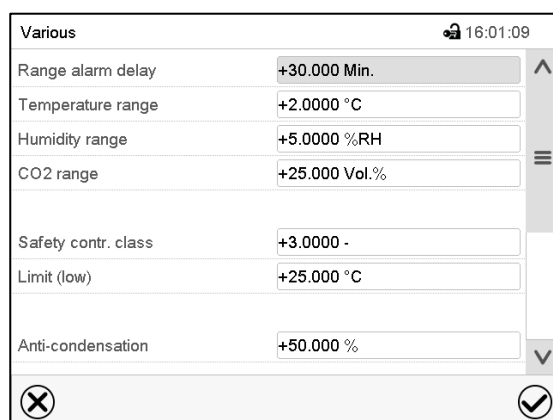 Various 16:01:09
Range alarm delay +30.000 Min.
Temperature range +2.0000 °C
Humidity range +5.0000 %RH
CO2 range +25.000 Vol.%
Safety contr. class +3.0000 -
Limit (low) +25.000 °C
Anti-condensation +50.000 %